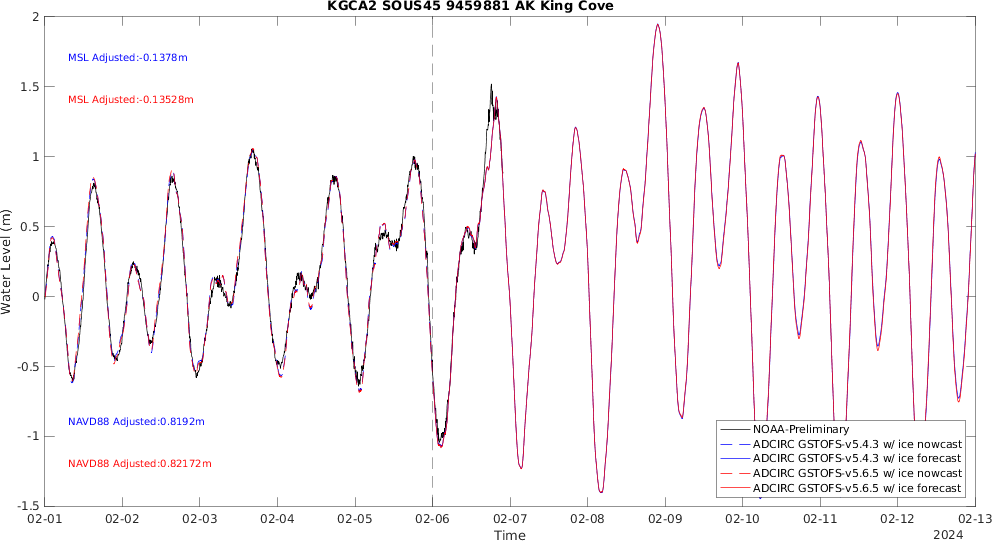 KGCA2 SOUS45 9459881 AK King Cove
MSL Adjusted:-0.1378m
MSL Adjusted:-0.13528m
NAVD88 Adjusted:0.8192m
NAVD88 Adjusted:0.82172m
Water Level (m)
2
1.5
1
0.5
0
-0.5
-1
-1.5
NOAA-Preliminary
ADCIRC GSTOFS-v5.4.3 w/ ice nowcast
ADCIRC GSTOFS-v5.4.3 w/ ice forecast
ADCIRC GSTOFS-v5.6.5 w/ ice nowcast
ADCIRC GSTOFS-v5.6.5 w/ ice forecast
02-01 02-02 02-03 02-04 02-05 02-06 02-07 02-08 02-09 02-10 02-11 02-12 02-13
Time
2024